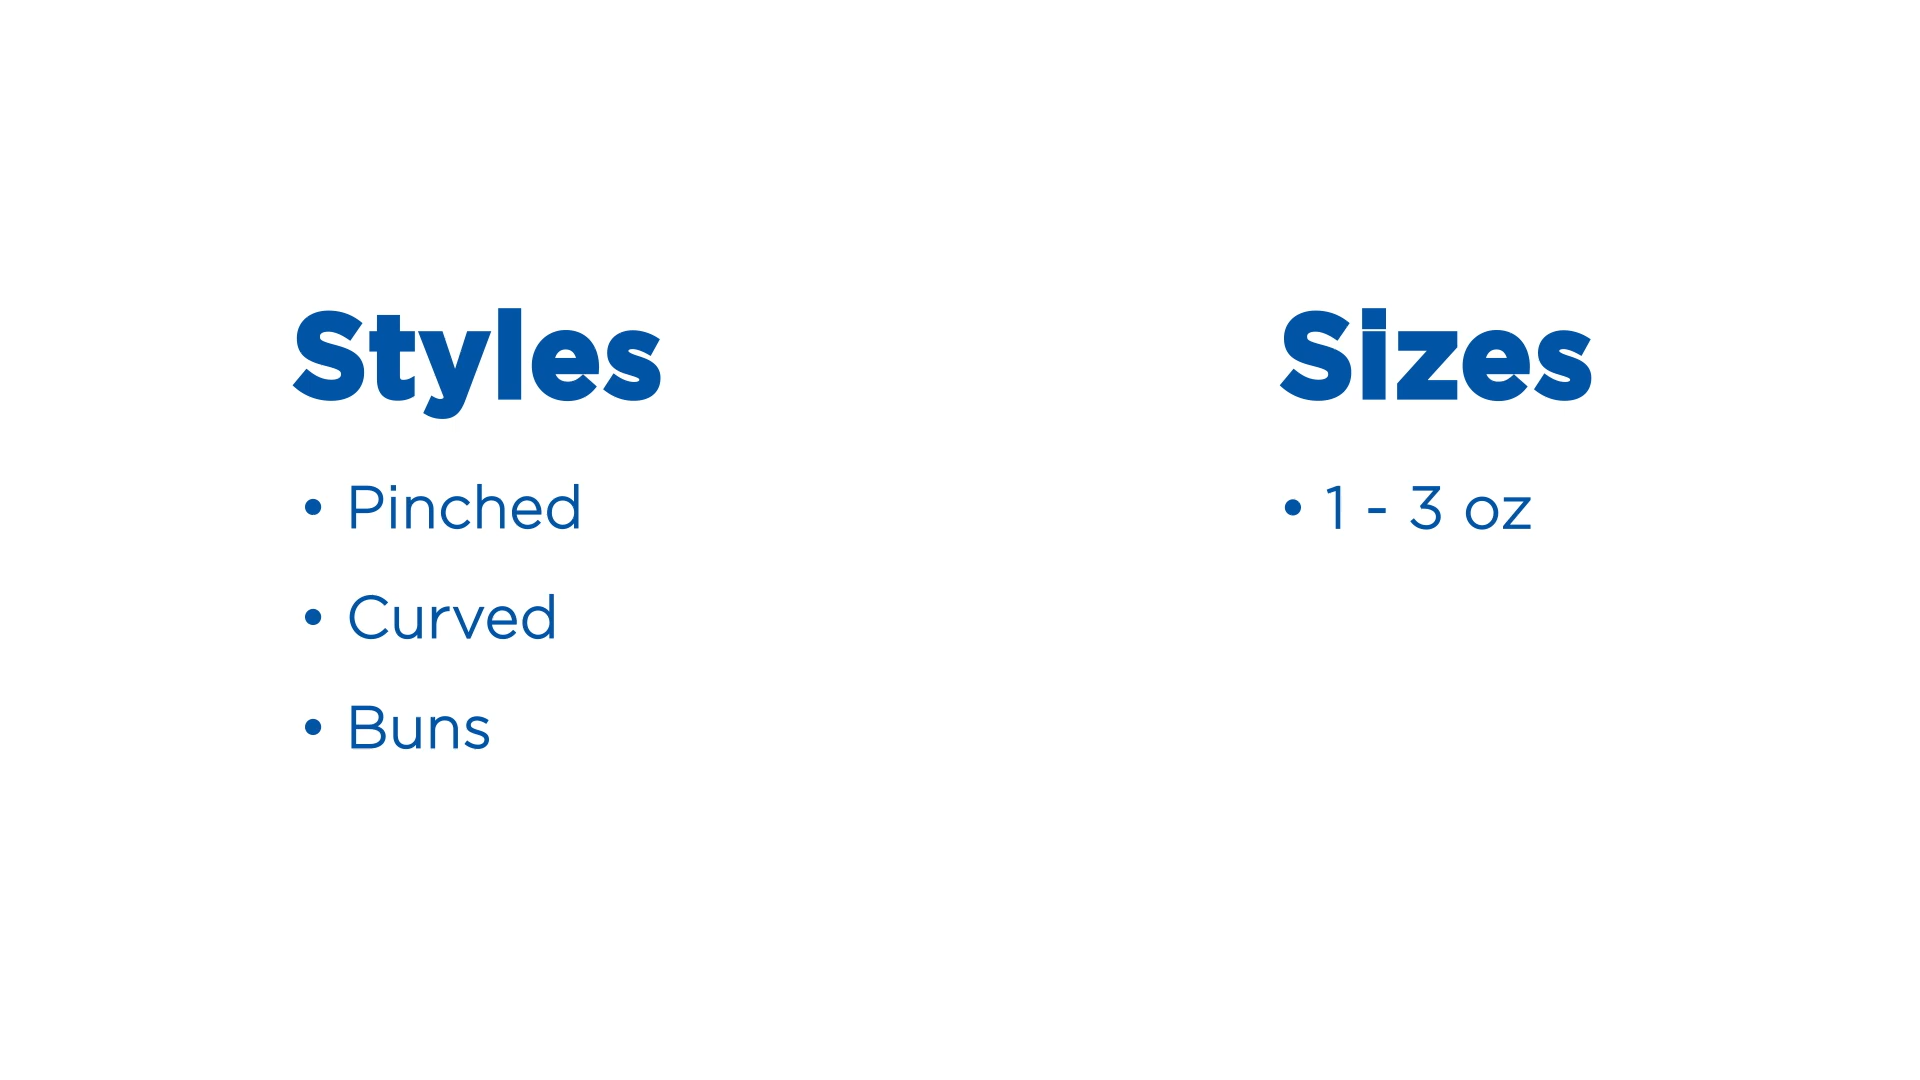 Styles
• Pinched
• Curved
• Buns
Sizes
• 1 - 3 oz